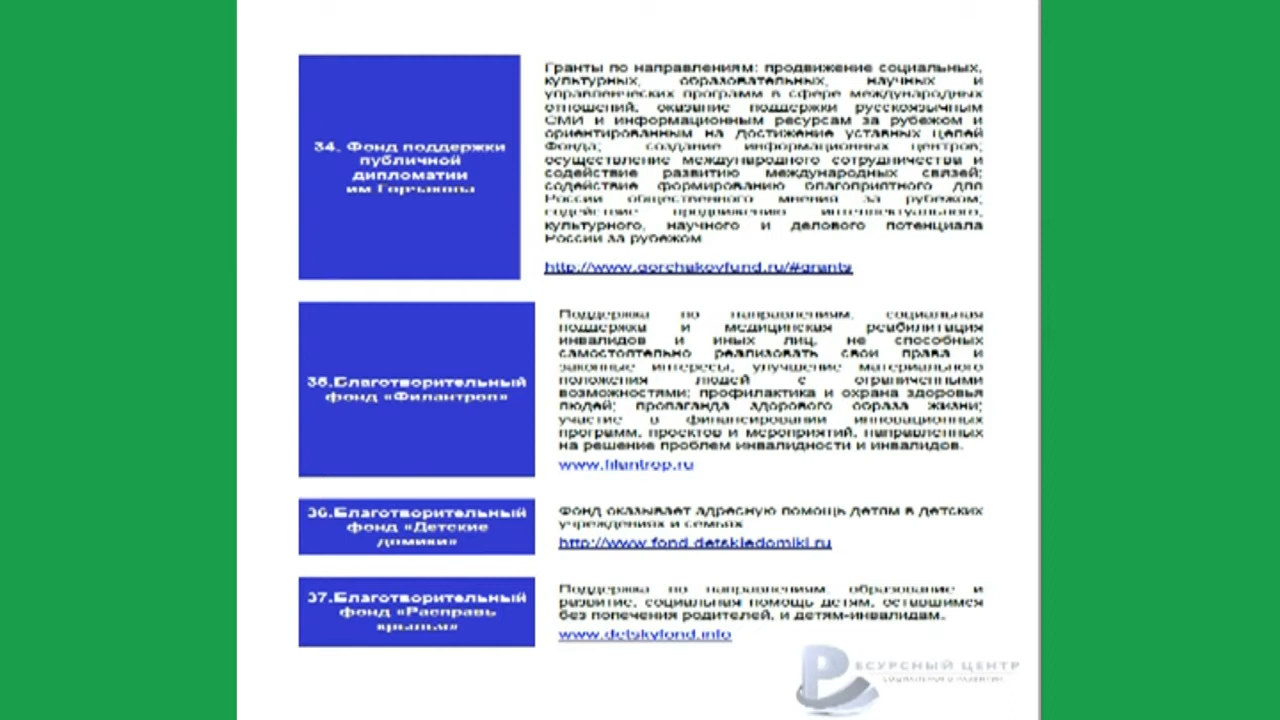 34. Фонд поддержки
публичной
дипломатии
им Горчакова
Гранты по направлениям: продвижение социальных,
культурных, образовательных, научных и
управленческих программ в сфере международных
отношений, оказание поддержки русскоязычным
СМИ и информационным ресурсам за рубежом и
ориентированным на достижение уставных целей
Фонда; создание информационных центров;
осуществление международного сотрудничества и
содействие развитию международных связей;
содействие формированию благоприятного для
России общественного мнения за рубежом;
содействие продвижению интеллектуального,
культурного, научного и делового потенциала
России за рубежом
http://www.gorchakovfund.ru/#grants
35.Благотворительный
фонд «Филантроп»
Поддержка по направлениям: социальная
поддержка и медицинская реабилитация
инвалидов и иных лиц, не способных
самостоятельно реализовать свои права и
законные интересы, улучшение материального
положения людей с ограниченными
возможностями; профилактика и охрана здоровья
людей; пропаганда здорового образа жизни;
участие в финансировании инновационных
программ, проектов и мероприятий, направленных
на решение проблем инвалидности и инвалидов.
www.filantrop.ru
36.Благотворительный
фонд «Детские
домики»
Фонд оказывает адресную помощь детям в детских
учреждениях и семьях
http://www.fond.detskiedomiki.ru
37.Благотворительный
фонд «Расправь
крылья»
Поддержка по направлениям: образование и
развитие, социальная помощь детям, оставшимся
без попечения родителей, и детям-инвалидам.
www.detskyfond.info
РЕСУРСНЫЙ ЦЕНТР